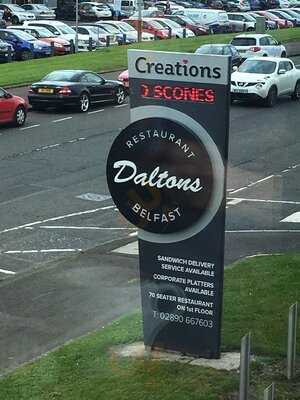 Creations
SCONES
RESTAURANT
Daltons
BELFAST
SANDWICH DELIVERY
SERVICE AVAILABLE
CORPORATE PLATTERS
AVAILABLE
70 SEATER RESTAURANT
ON 1st FLOOR
T: 02890 667603